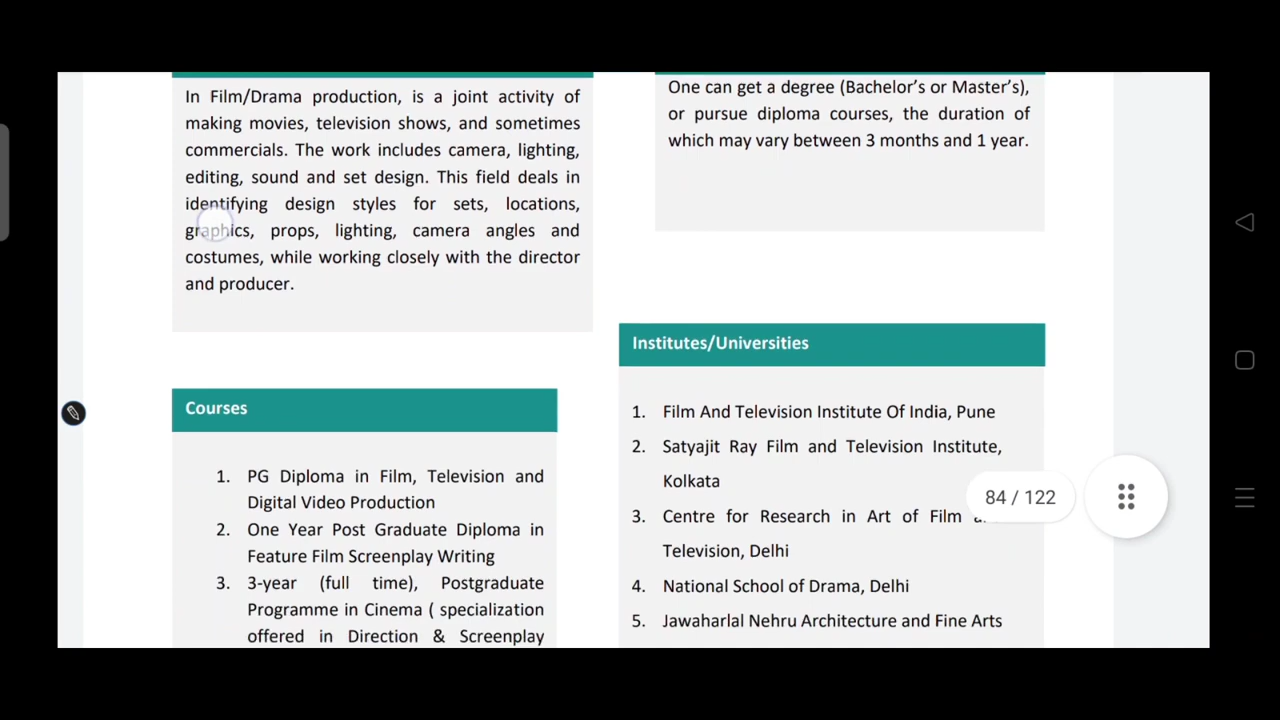 In Film/Drama production, is a joint activity of
making movies, television shows, and sometimes
commercials. The work includes camera, lighting,
editing, sound and set design. This field deals in
identifying design styles for sets, locations,
graphics, props, lighting, camera angles and
costumes, while working closely with the director
and producer.
One can get a degree (Bachelor's or Master's),
or pursue diploma courses, the duration of
which may vary between 3 months and 1 year.
Courses
1. PG Diploma in Film, Television and
Digital Video Production
2. One Year Post Graduate Diploma in
Feature Film Screenplay Writing
3. 3-year (full time), Postgraduate
Programme in Cinema ( specialization
offered in Direction & Screenplay
Institutes/Universities
1. Film And Television Institute Of India, Pune
2. Satyajit Ray Film and Television Institute,
Kolkata
3. Centre for Research in Art of Film
Television, Delhi
4. National School of Drama, Delhi
5. Jawaharlal Nehru Architecture and Fine Arts
84 / 122